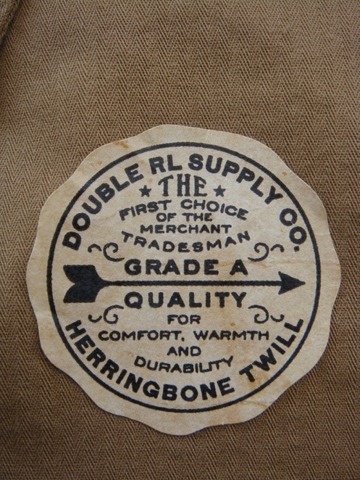 DOUBLE RL SUPPLY CO.
★ THE ★
FIRST CHOICE
OF THE
MERCHANT
TRADESMAN
GRADE A
QUALITY
FOR
COMFORT, WARMTH
AND
DURABILITY
HERRINGBONE TWILL